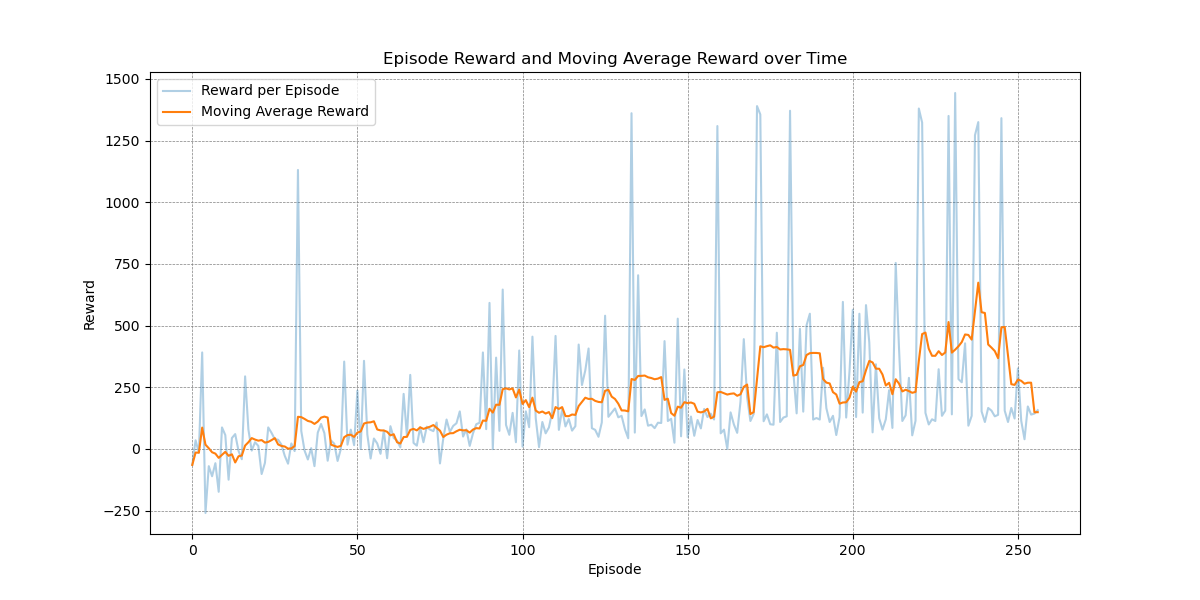 Episode Reward and Moving Average Reward over Time
Reward per Episode
Moving Average Reward
1500
1250
1000
750
500
250
0
−250
Reward
0
50
100
150
200
250
Episode